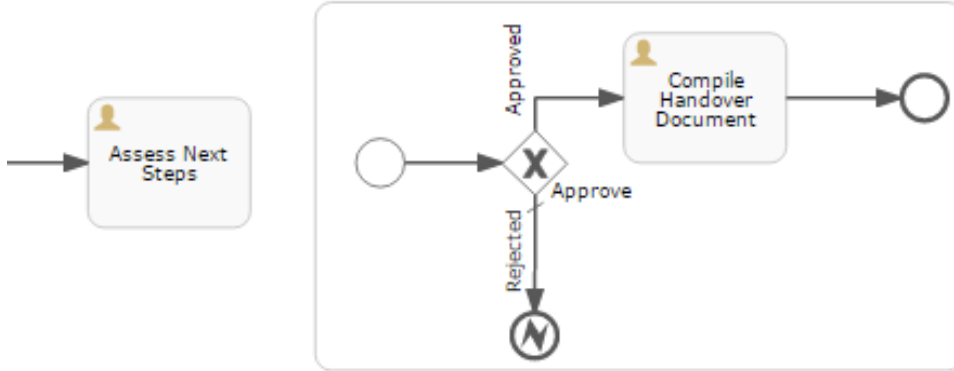 Assess Next
Steps
Approved
Compile
Handover
Document
Approve
Rejected